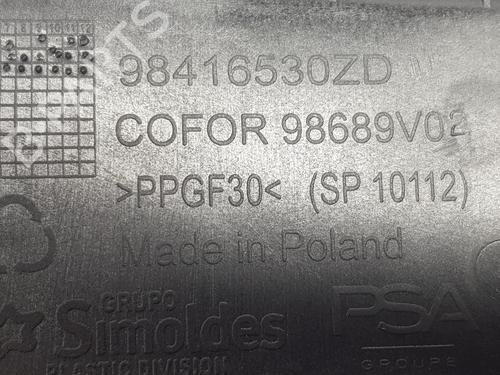 98416530ZD
COFOR 98689V02
>PPGF30< (SP 10112)
Made in Poland
GRUPO
Simoldes
PLASTIC DIVISION
PSA
GROUPE